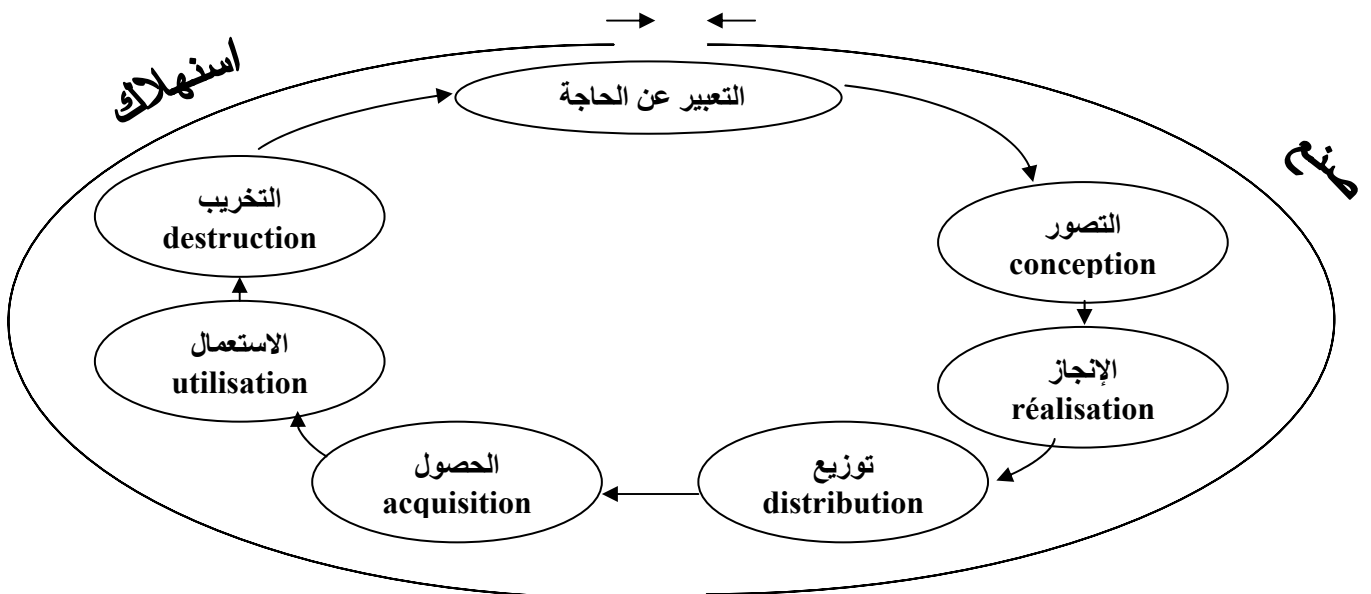 استهلاك
صنع
التعبير عن الحاجة
التصور
conception
الإنجاز
réalisation
توزيع
distribution
الحصول
acquisition
الاستعمال
utilisation
التخريب
destruction